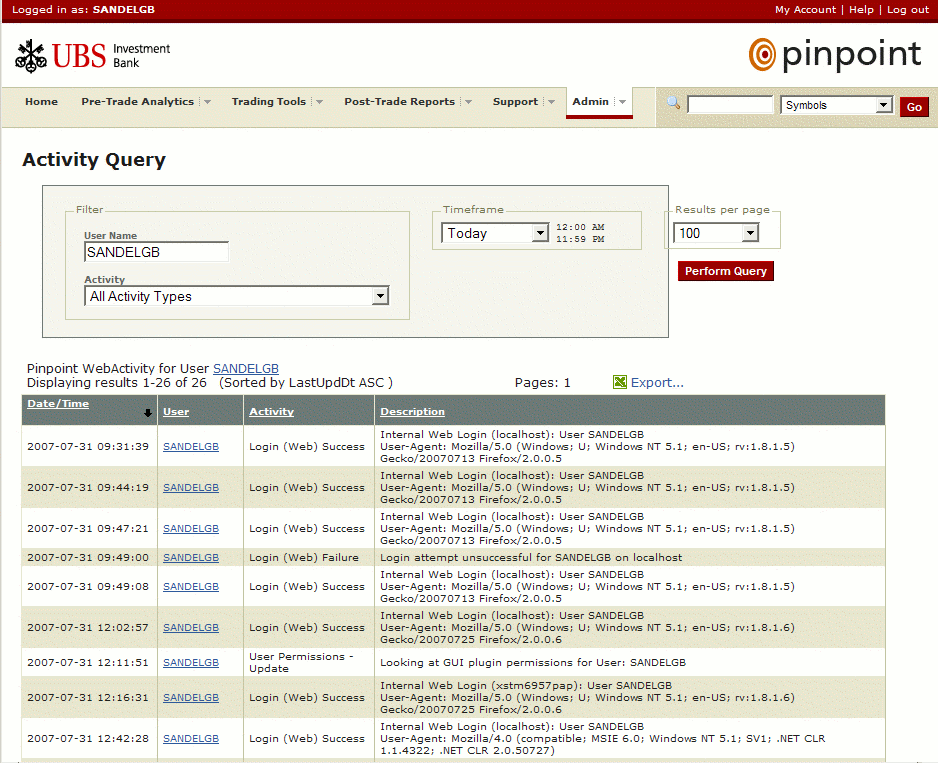 Logged in as: SANDELGB
My Account | Help | Log out
UBS Investment
Bank
pinpoint
Home Pre-Trade Analytics Trading Tools Post-Trade Reports Support Admin Symbols Go
Activity Query
Filter
User Name
SANDELGB
Activity
All Activity Types
Timeframe
Today 12:00 AM
11:59 PM
Results per page
100
Perform Query
Pinpoint WebActivity for User SANDELGB
Displaying results 1-26 of 26 (Sorted by LastUpdDt ASC ) Pages: 1 Export...
Date/Time User Activity Description
2007-07-31 09:31:39 SANDELGB Login (Web) Success Internal Web Login (localhost): User SANDELGB
User-Agent: Mozilla/5.0 (Windows; U; Windows NT 5.1; en-US; rv:1.8.1.5)
Gecko/20070713 Firefox/2.0.0.5
2007-07-31 09:44:19 SANDELGB Login (Web) Success Internal Web Login (localhost): User SANDELGB
User-Agent: Mozilla/5.0 (Windows; U; Windows NT 5.1; en-US; rv:1.8.1.5)
Gecko/20070713 Firefox/2.0.0.5
2007-07-31 09:47:21 SANDELGB Login (Web) Success Internal Web Login (localhost): User SANDELGB
User-Agent: Mozilla/5.0 (Windows; U; Windows NT 5.1; en-US; rv:1.8.1.5)
Gecko/20070713 Firefox/2.0.0.5
2007-07-31 09:49:00 SANDELGB Login (Web) Failure Login attempt unsuccessful for SANDELGB on localhost
2007-07-31 09:49:08 SANDELGB Login (Web) Success Internal Web Login (localhost): User SANDELGB
User-Agent: Mozilla/5.0 (Windows; U; Windows NT 5.1; en-US; rv:1.8.1.5)
Gecko/20070713 Firefox/2.0.0.5
2007-07-31 12:02:57 SANDELGB Login (Web) Success Internal Web Login (localhost): User SANDELGB
User-Agent: Mozilla/5.0 (Windows; U; Windows NT 5.1; en-US; rv:1.8.1.6)
Gecko/20070725 Firefox/2.0.0.6
2007-07-31 12:11:51 SANDELGB User Permissions - Looking at GUI plugin permissions for User: SANDELGB
Update
2007-07-31 12:16:31 SANDELGB Login (Web) Success Internal Web Login (xstm6957pap): User SANDELGB
User-Agent: Mozilla/5.0 (Windows; U; Windows NT 5.1; en-US; rv:1.8.1.6)
Gecko/20070725 Firefox/2.0.0.6
2007-07-31 12:42:28 SANDELGB Login (Web) Success Internal Web Login (localhost): User SANDELGB
User-Agent: Mozilla/4.0 (compatible; MSIE 6.0; Windows NT 5.1; SV1; .NET CLR
1.1.4322; .NET CLR 2.0.50727)